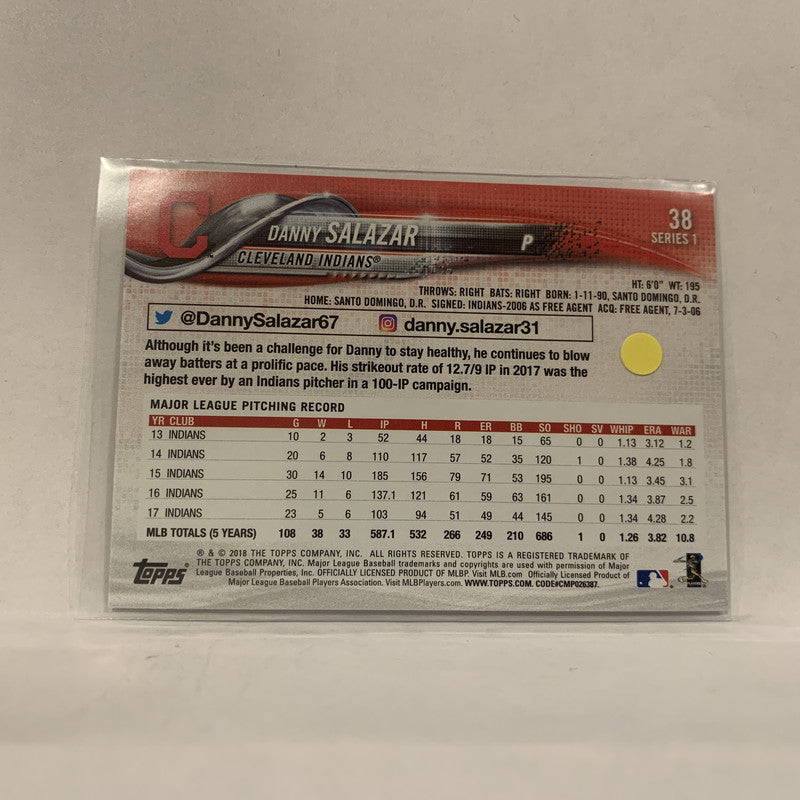 C
38
SERIES 1
DANNY SALAZAR P
CLEVELAND INDIANS®
HT: 6'0" WT: 195
THROWS: RIGHT BATS: RIGHT BORN: 1-11-90, SANTO DOMINGO, D.R.
HOME: SANTO DOMINGO, D.R. SIGNED: INDIANS-2006 AS FREE AGENT ACQ: FREE AGENT, 7-3-06
@DannySalazar67 danny.salazar31
Although it's been a challenge for Danny to stay healthy, he continues to blow
away batters at a prolific pace. His strikeout rate of 12.7/9 IP in 2017 was the
highest ever by an Indians pitcher in a 100-IP campaign.
MAJOR LEAGUE PITCHING RECORD
YR CLUB G W L IP H R ER BB SO SHO SV WHIP ERA WAR
13 INDIANS 10 2 3 52 44 18 18 15 65 0 0 1.13 3.12 1.2
14 INDIANS 20 6 8 110 117 57 52 35 120 1 0 1.38 4.25 1.8
15 INDIANS 30 14 10 185 156 79 71 53 195 0 0 1.13 3.45 3.1
16 INDIANS 25 11 6 137.1 121 61 59 63 161 0 0 1.34 3.87 2.5
17 INDIANS 23 5 6 103 94 51 49 44 145 0 0 1.34 4.28 2.2
MLB TOTALS (5 YEARS) 108 38 33 587.1 532 266 249 210 686 1 0 1.26 3.82 10.8
® & © 2018 THE TOPPS COMPANY, INC. ALL RIGHTS RESERVED. TOPPS IS A REGISTERED TRADEMARK OF
THE TOPPS COMPANY, INC. Major League Baseball trademarks and copyrights are used with permission of Major
League Baseball Properties, Inc. OFFICIALLY LICENSED PRODUCT OF MLBP. Visit MLB.com Officially Licensed Product of
Major League Baseball Players Association. Visit MLBPlayers.com. WWW.TOPPS.COM. CODE#CMP026387.
Topps